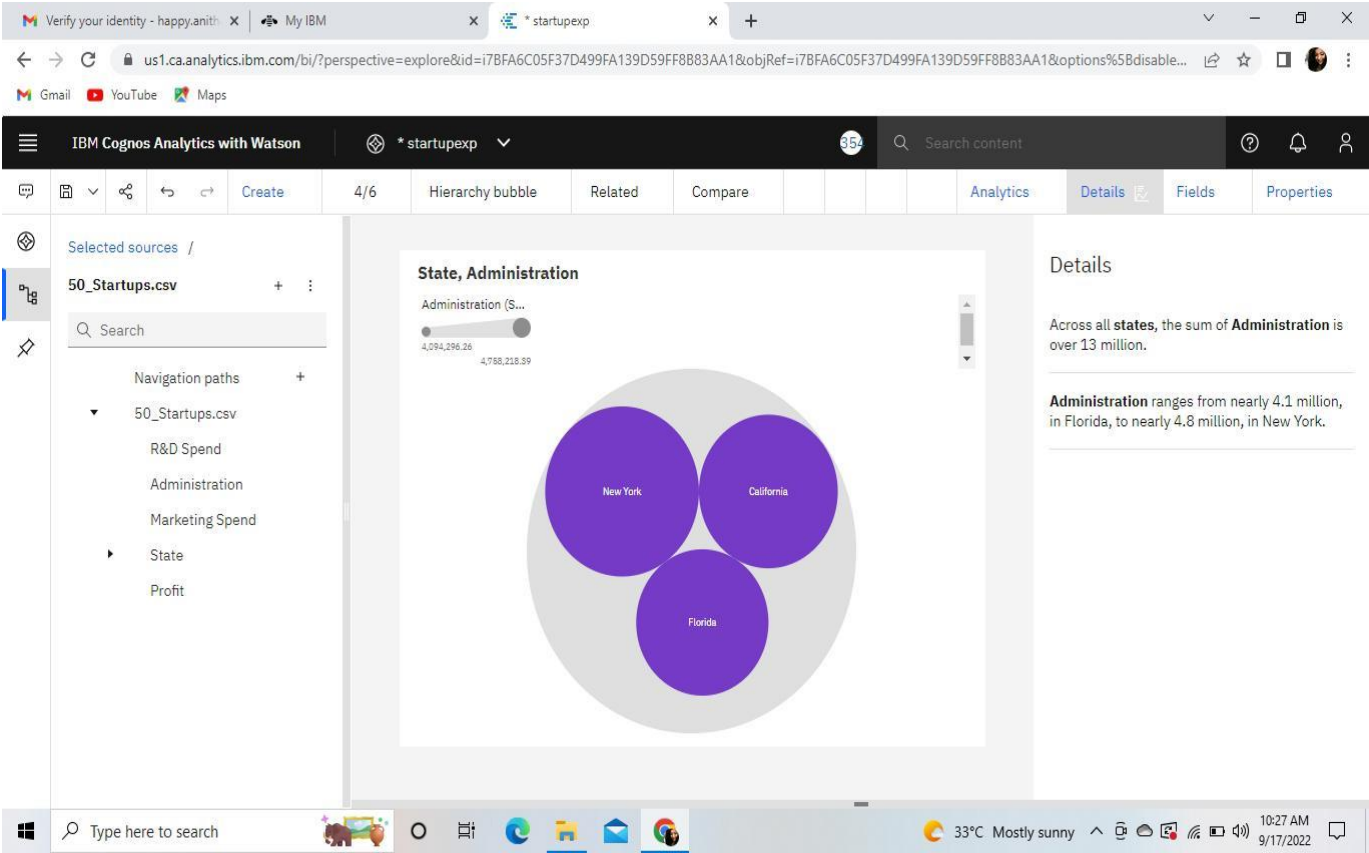 Verify your identity - happy.anith
My IBM
* startupexp
us1.ca.analytics.ibm.com/bi/?perspective=explore&id=i7BFA6C05F37D499FA139D59FF8B83AA1&objRef=i7BFA6C05F37D499FA139D59FF8B83AA1&options%5Bdisable...
Gmail
YouTube
Maps
IBM Cognos Analytics with Watson
* startupexp
354
Search content
Create
4/6
Hierarchy bubble
Related
Compare
Analytics
Details
Fields
Properties
Selected sources /
50_Startups.csv
Search
Navigation paths
50_Startups.csv
R&D Spend
Administration
Marketing Spend
State
Profit
State, Administration
Administration (S...
4,094,296.26
4,758,218.59
New York
California
Florida
Details
Across all states, the sum of Administration is
over 13 million.
Administration ranges from nearly 4.1 million,
in Florida, to nearly 4.8 million, in New York.
Type here to search
33°C Mostly sunny
10:27 AM
9/17/2022